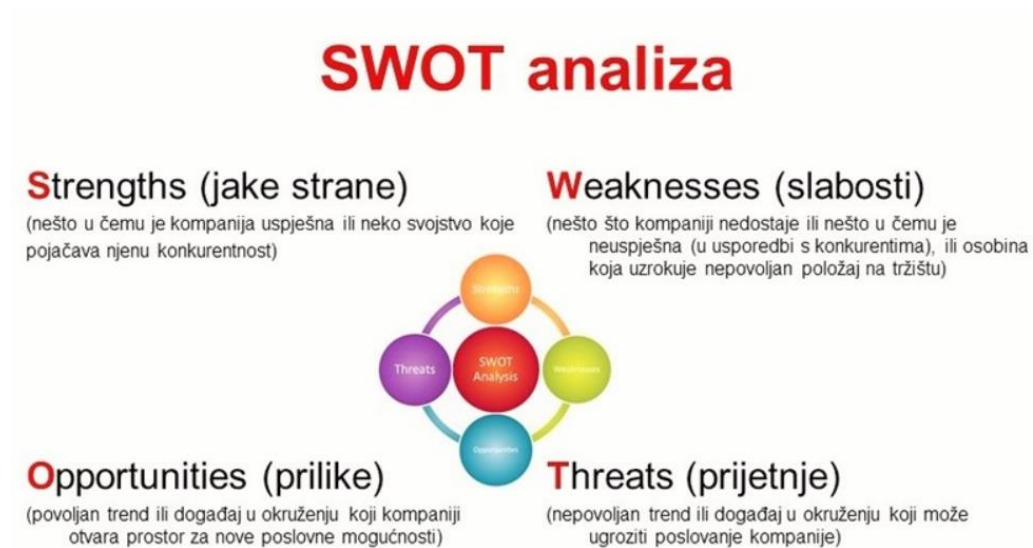 SWOT analiza
Strengths (jake strane)
(nešto u čemu je kompanija uspješna ili neko svojstvo koje
pojačava njenu konkurentnost)
Weaknesses (slabosti)
(nešto što kompaniji nedostaje ili nešto u čemu je
neuspješna (u usporedbi s konkurentima), ili osobina
koja uzrokuje nepovoljan položaj na tržištu)
Strengths
Threats
SWOT
Analysis
Weaknesses
Opportunities
Opportunities (prilike)
(povoljan trend ili događaj u okruženju koji kompaniji
otvara prostor za nove poslovne mogućnosti)
Threats (prijetnje)
(nepovoljan trend ili događaj u okruženju koji može
ugroziti poslovanje kompanije)